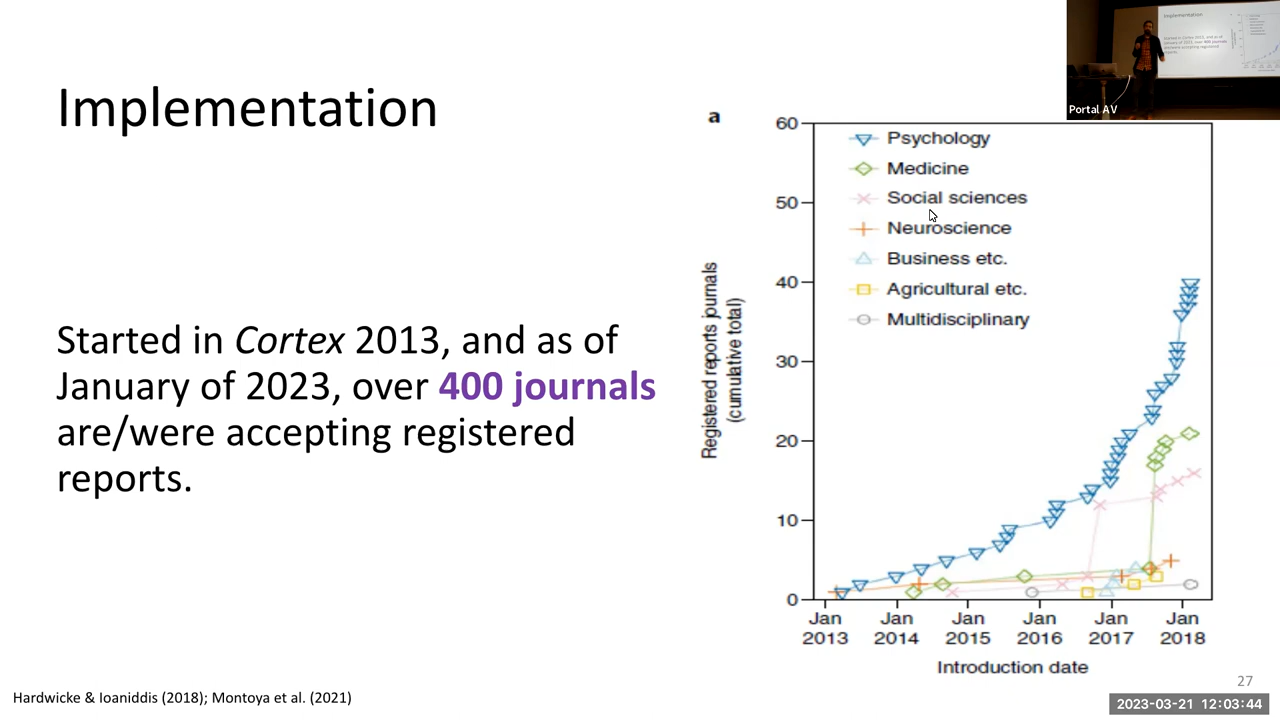 Implementation
Started in Cortex 2013, and as of
January of 2023, over 400 journals
are/were accepting registered
reports.
a
Registered reports journals
(cumulative total)
60
50
40
30
20
10
0
Psychology
Medicine
Social sciences
Neuroscience
Business etc.
Agricultural etc.
Multidisciplinary
Jan
2013
Jan
2014
Jan
2015
Jan
2016
Jan
2017
Jan
2018
Introduction date
Hardwicke & Ioaniddis (2018); Montoya et al. (2021)
27
2023-03-21 12:03:44
Portal AV
Implementation